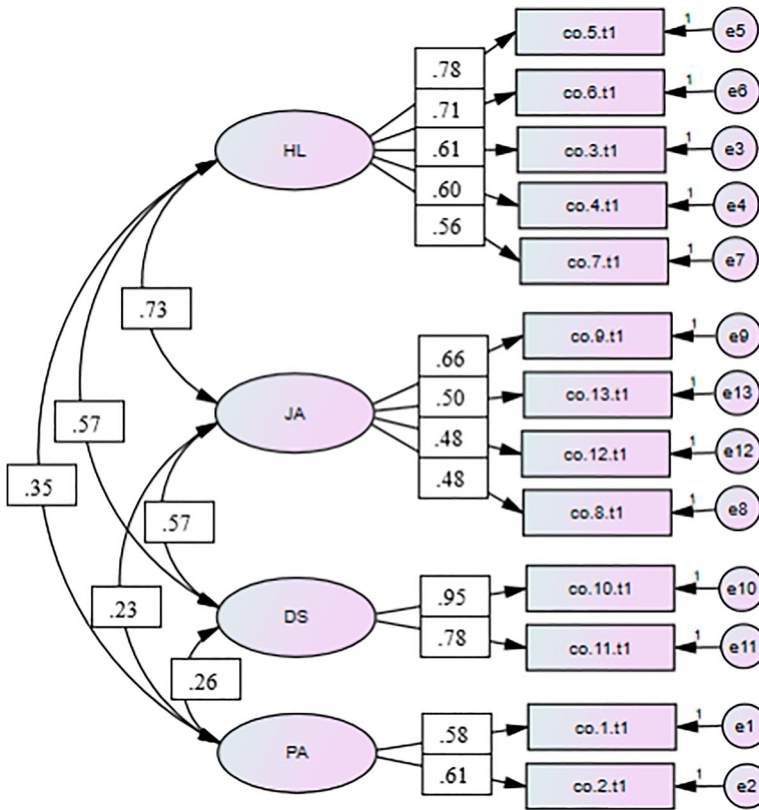 1
co.5.t1
e5
.78
1
co.6.t1
e6
.71
HL
1
.61
co.3.t1
e3
.60
1
co.4.t1
e4
.56
1
co.7.t1
e7
.73
1
.66
co.9.t1
e9
1
.50
co.13.t1
e13
JA
.57
1
.48
co.12.t1
e12
.35
.48
1
co.8.t1
e8
.57
1
.95
co.10.t1
e10
.23
DS
1
.78
co.11.t1
e11
.26
1
.58
co.1.t1
e1
PA
1
.61
co.2.t1
e2